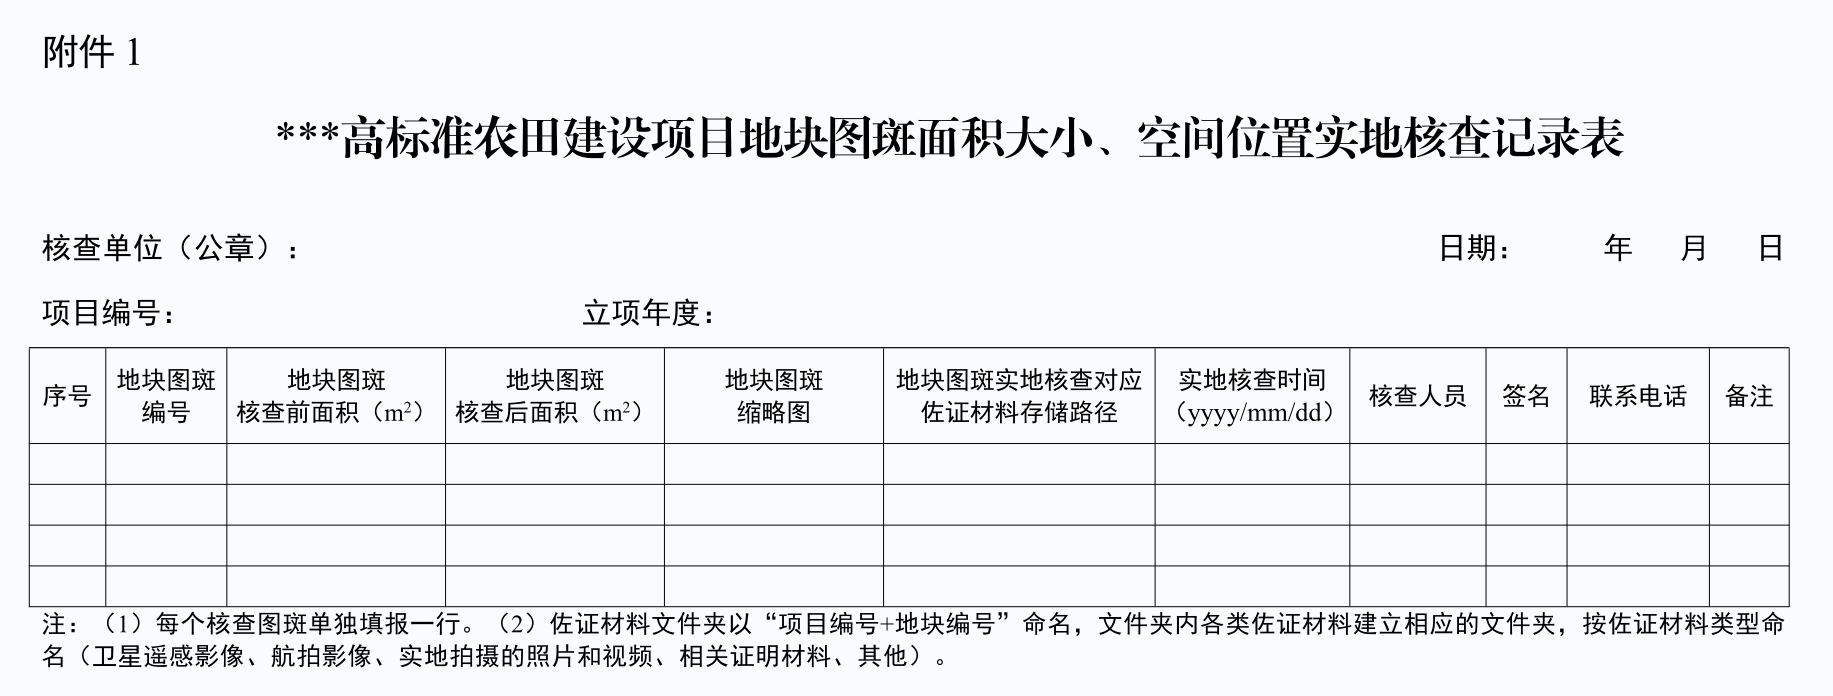 附件 1
***高标准农田建设项目地块图斑面积大小、空间位置实地核查记录表
核查单位（公章）: 日期: 年 月 日
项目编号: 立项年度:
序号 地块图斑编号 地块图斑核查前面积（m²） 地块图斑核查后面积（m²） 地块图斑缩略图 地块图斑实地核查对应佐证材料存储路径 实地核查时间（yyyy/mm/dd） 核查人员 签名 联系电话 备注
注：（1）每个核查图斑单独填报一行。（2）佐证材料文件夹以“项目编号+地块编号”命名，文件夹内各类佐证材料建立相应的文件夹，按佐证材料类型命
名（卫星遥感影像、航拍影像、实地拍摄的照片和视频、相关证明材料、其他）。